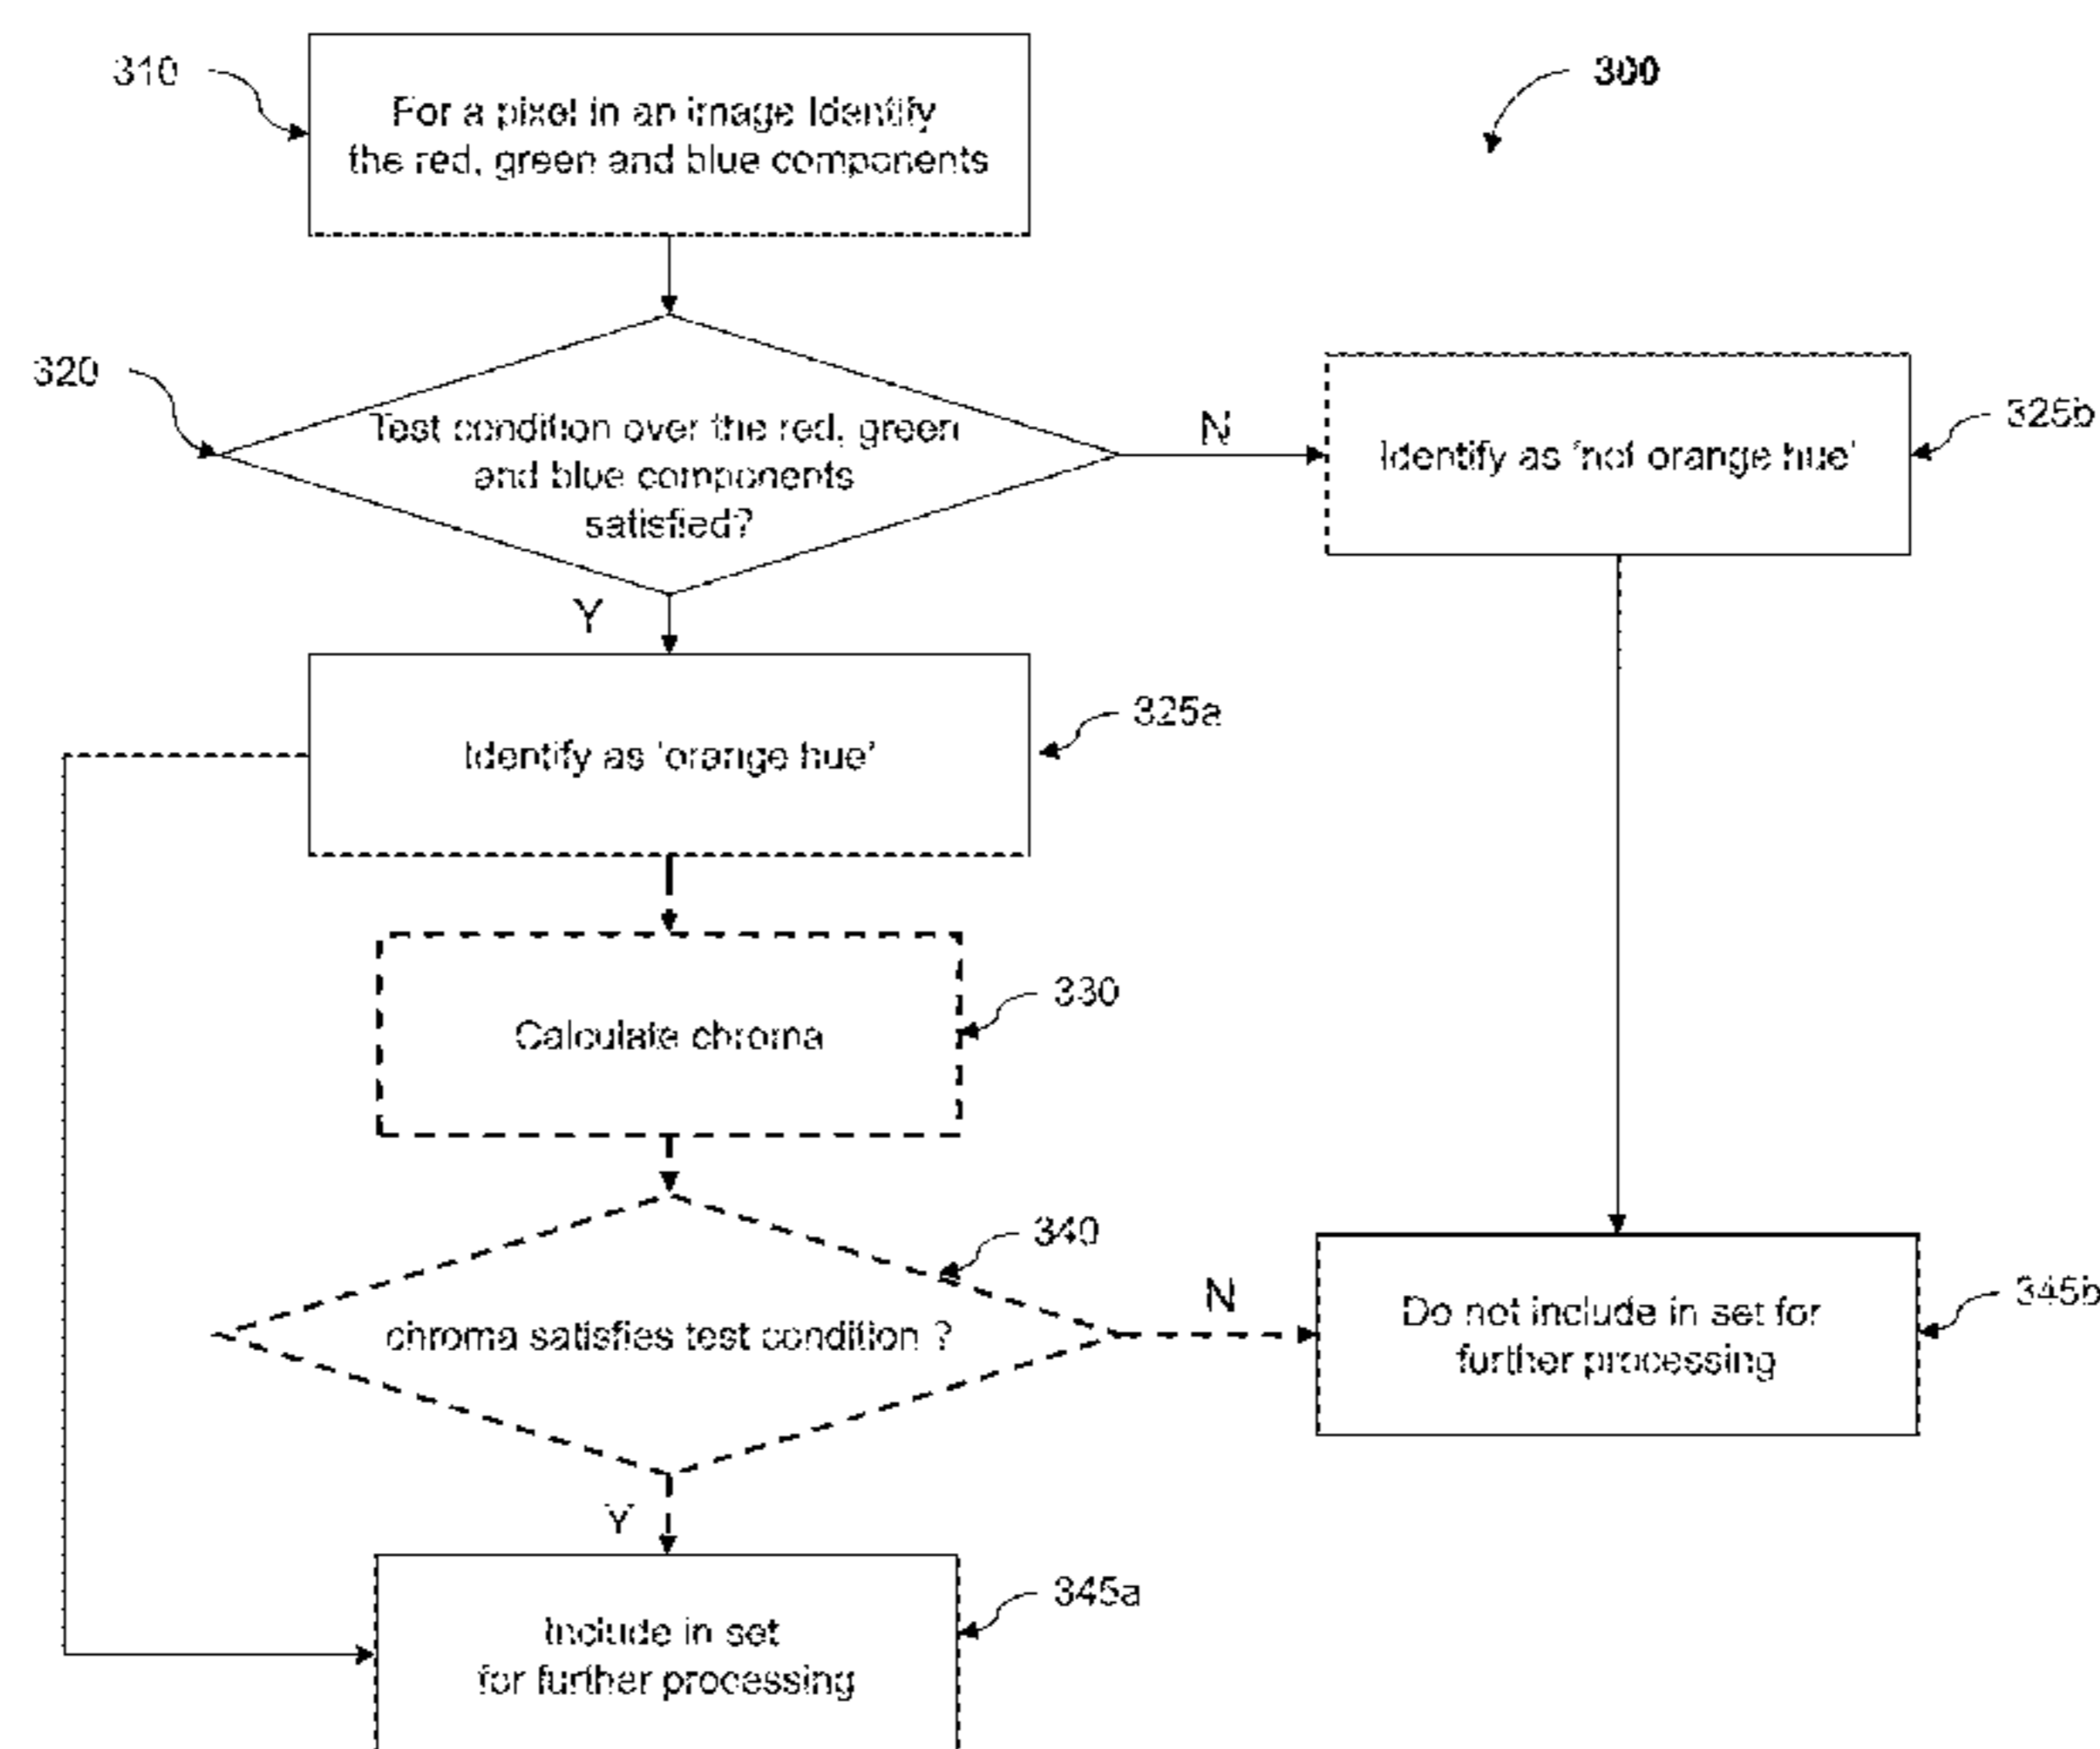 310
For a pixel in an image Identify
the red, green and blue components
300
320
Test condition over the red, green
and blue components
satisfied?
N
Identify as 'not orange hue'
325b
Y
Identify as 'orange hue'
325a
Calculate chroma
330
340
chroma satisfies test condition ?
N
Do not include in set for
further processing
345b
Y
Include in set
for further processing
345a